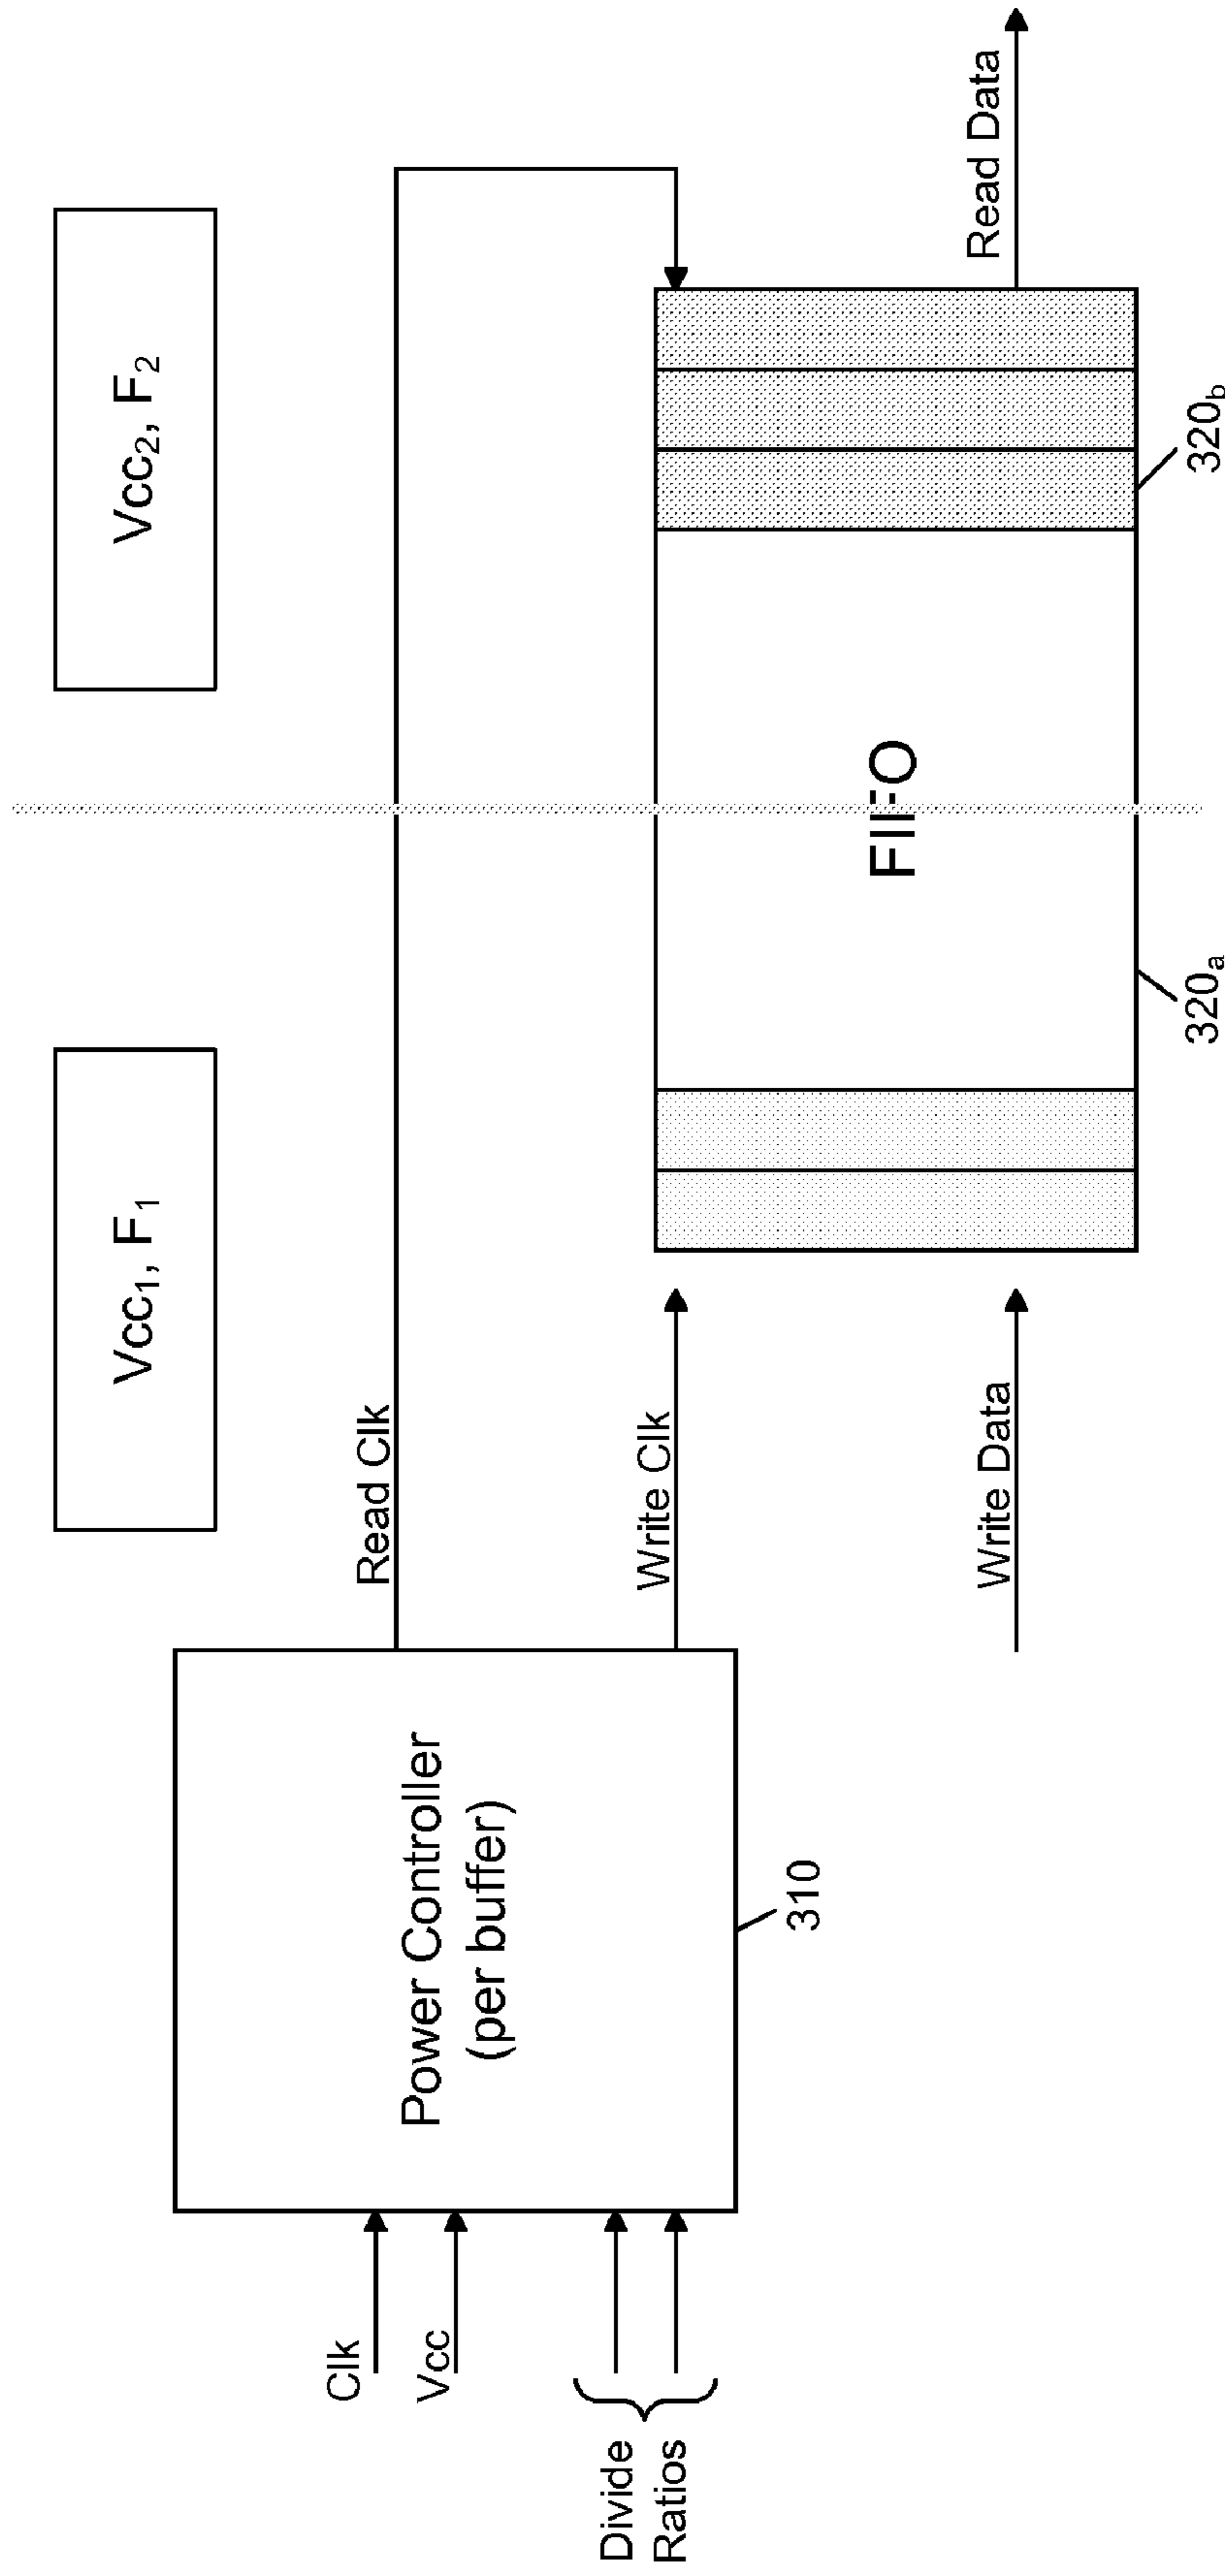 Vcc1, F1
Vcc2, F2
Clk
Vcc
Divide
Ratios
Power Controller
(per buffer)
310
Read Clk
Write Clk
Write Data
FIFO
320a
320b
Read Data